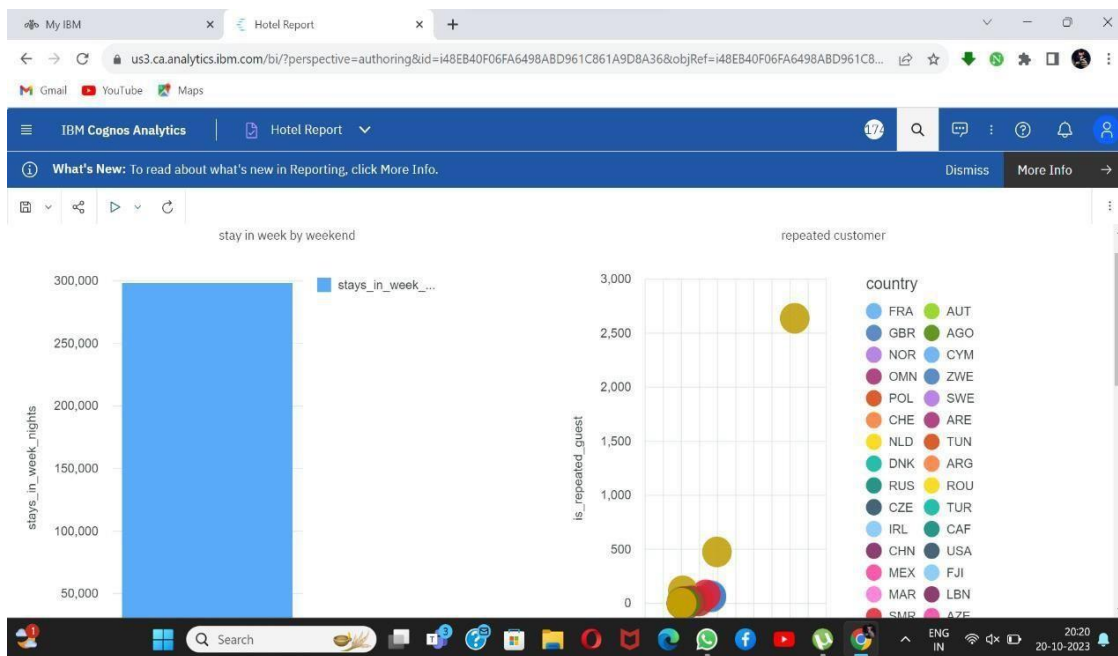 My IBM
Hotel Report
us3.ca.analytics.ibm.com/bi/?perspective=authoring&id=i48EB40F06FA6498ABD961C861A9D8A36&objRef=i48EB40F06FA6498ABD961C8...
Gmail YouTube Maps
IBM Cognos Analytics Hotel Report 174
What's New: To read about what's new in Reporting, click More Info. Dismiss More Info
stay in week by weekend
300,000
250,000
200,000
150,000
100,000
50,000
stays_in_week_nights
stays_in_week_...
repeated customer
3,000
2,500
2,000
1,500
1,000
500
0
is_repeated_guest
country
FRA AUT
GBR AGO
NOR CYM
OMN ZWE
POL SWE
CHE ARE
NLD TUN
DNK ARG
RUS ROU
CZE TUR
IRL CAF
CHN USA
MEX FJI
MAR LBN
SMR AZE
1
Search
ENG
IN
20:20
20-10-2023